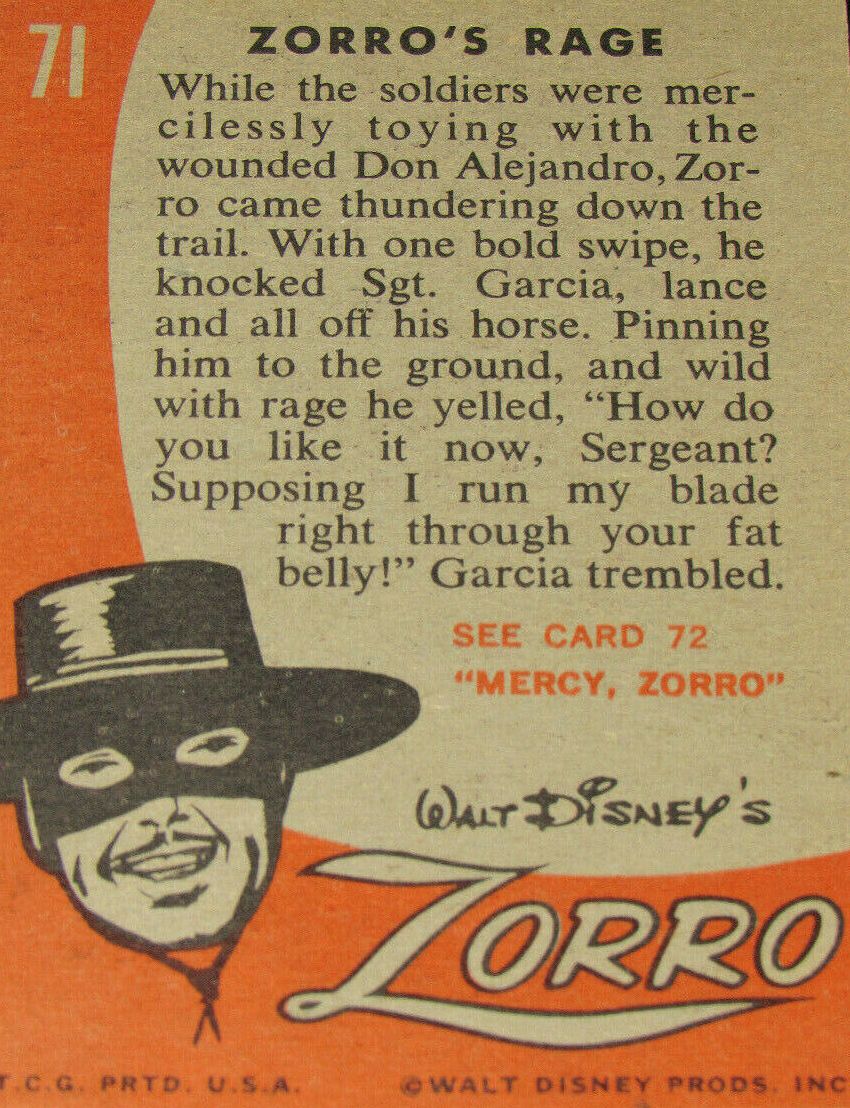 71
ZORRO'S RAGE
While the soldiers were mer-
cilessly toying with the
wounded Don Alejandro, Zor-
ro came thundering down the
trail. With one bold swipe, he
knocked Sgt. Garcia, lance
and all off his horse. Pinning
him to the ground, and wild
with rage he yelled, “How do
you like it now, Sergeant?
Supposing I run my blade
right through your fat
belly!” Garcia trembled.
SEE CARD 72
“MERCY, ZORRO”
WALT DISNEY'S
ZORRO
T.C.G. PRTD. U.S.A.
©WALT DISNEY PRODS. INC